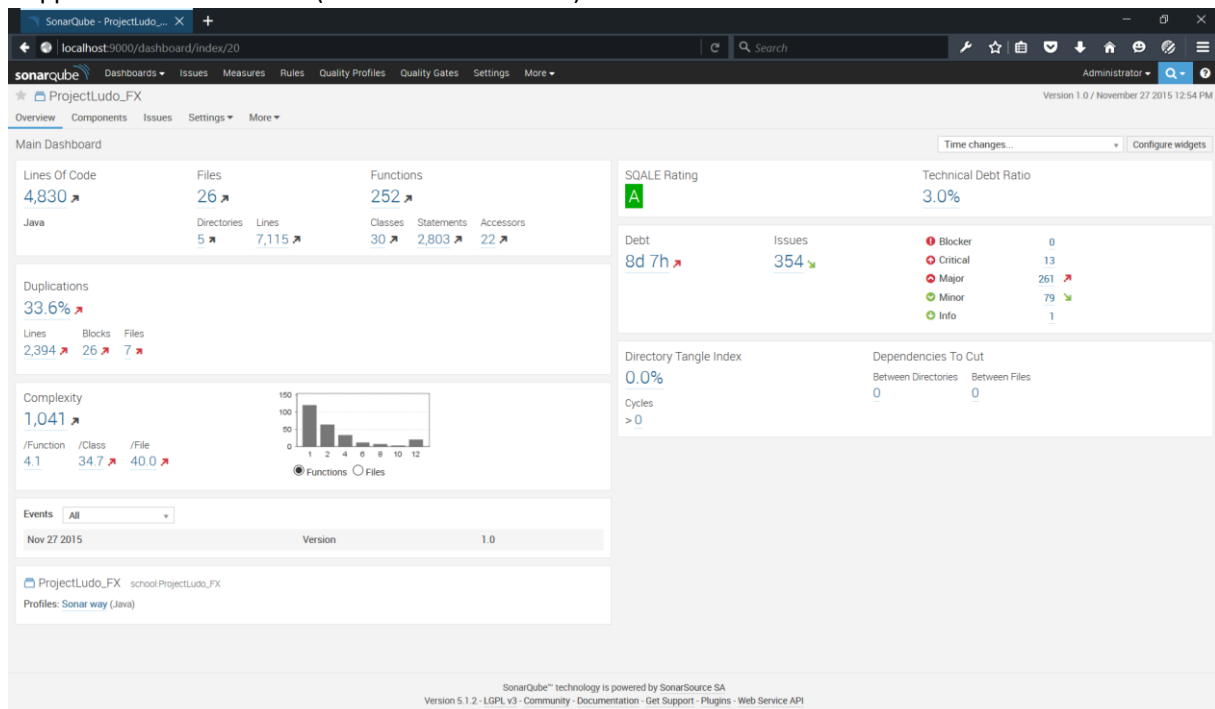 SonarQube - ProjectLudo_...
localhost:9000/dashboard/index/20
Search
sonarqube Dashboards Issues Measures Rules Quality Profiles Quality Gates Settings More Administrator
ProjectLudo_FX
Version 1.0 / November 27 2015 12:54 PM
Overview Components Issues Settings More
Main Dashboard
Time changes... Configure widgets
Lines Of Code Files Functions
4,830 26 252
Java Directories Lines Classes Statements Accessors
5 7,115 30 2,803 22
Duplications
33.6%
Lines Blocks Files
2,394 26 7
Complexity
1,041
/Function /Class /File
4.1 34.7 40.0
150
100
50
0
1 2 4 6 8 10 12
Functions Files
Events All
Nov 27 2015 Version 1.0
ProjectLudo_FX school:ProjectLudo_FX
Profiles: Sonar way (Java)
SQALE Rating Technical Debt Ratio
A 3.0%
Debt Issues
8d 7h 354
Blocker 0
Critical 13
Major 261
Minor 79
Info 1
Directory Tangle Index Dependencies To Cut
0.0% Between Directories Between Files
0 0
Cycles
> 0
SonarQube™ technology is powered by SonarSource SA
Version 5.1.2 - LGPL v3 - Community - Documentation - Get Support - Plugins - Web Service API